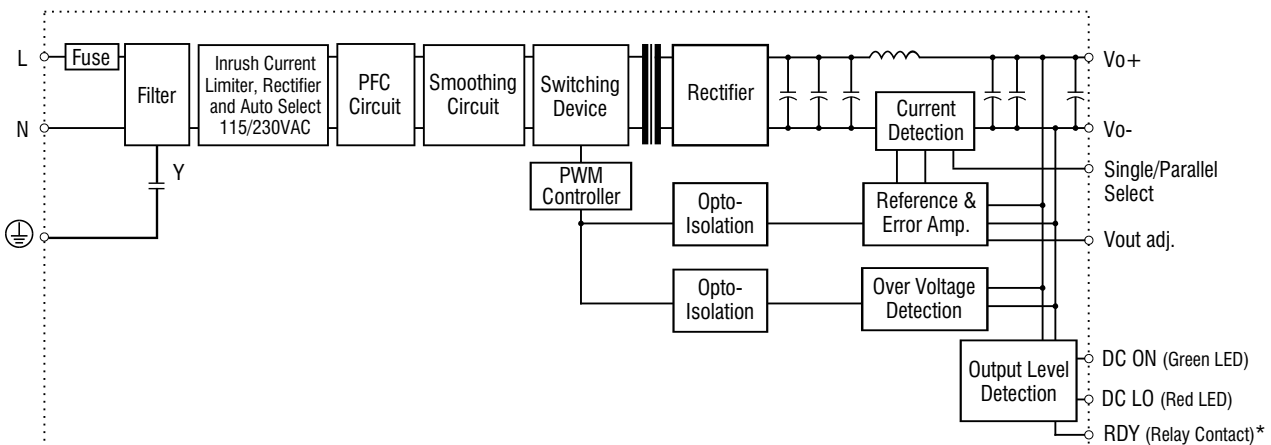 L
Fuse
Filter
Inrush Current
Limiter, Rectifier
and Auto Select
115/230VAC
PFC
Circuit
Smoothing
Circuit
Switching
Device
Rectifier
Current
Detection
Vo+
N
Vo-
Y
PWM
Controller
Opto-
Isolation
Reference &
Error Amp.
Single/Parallel
Select
Vout adj.
Opto-
Isolation
Over Voltage
Detection
Output Level
Detection
DC ON (Green LED)
DC LO (Red LED)
RDY (Relay Contact)*